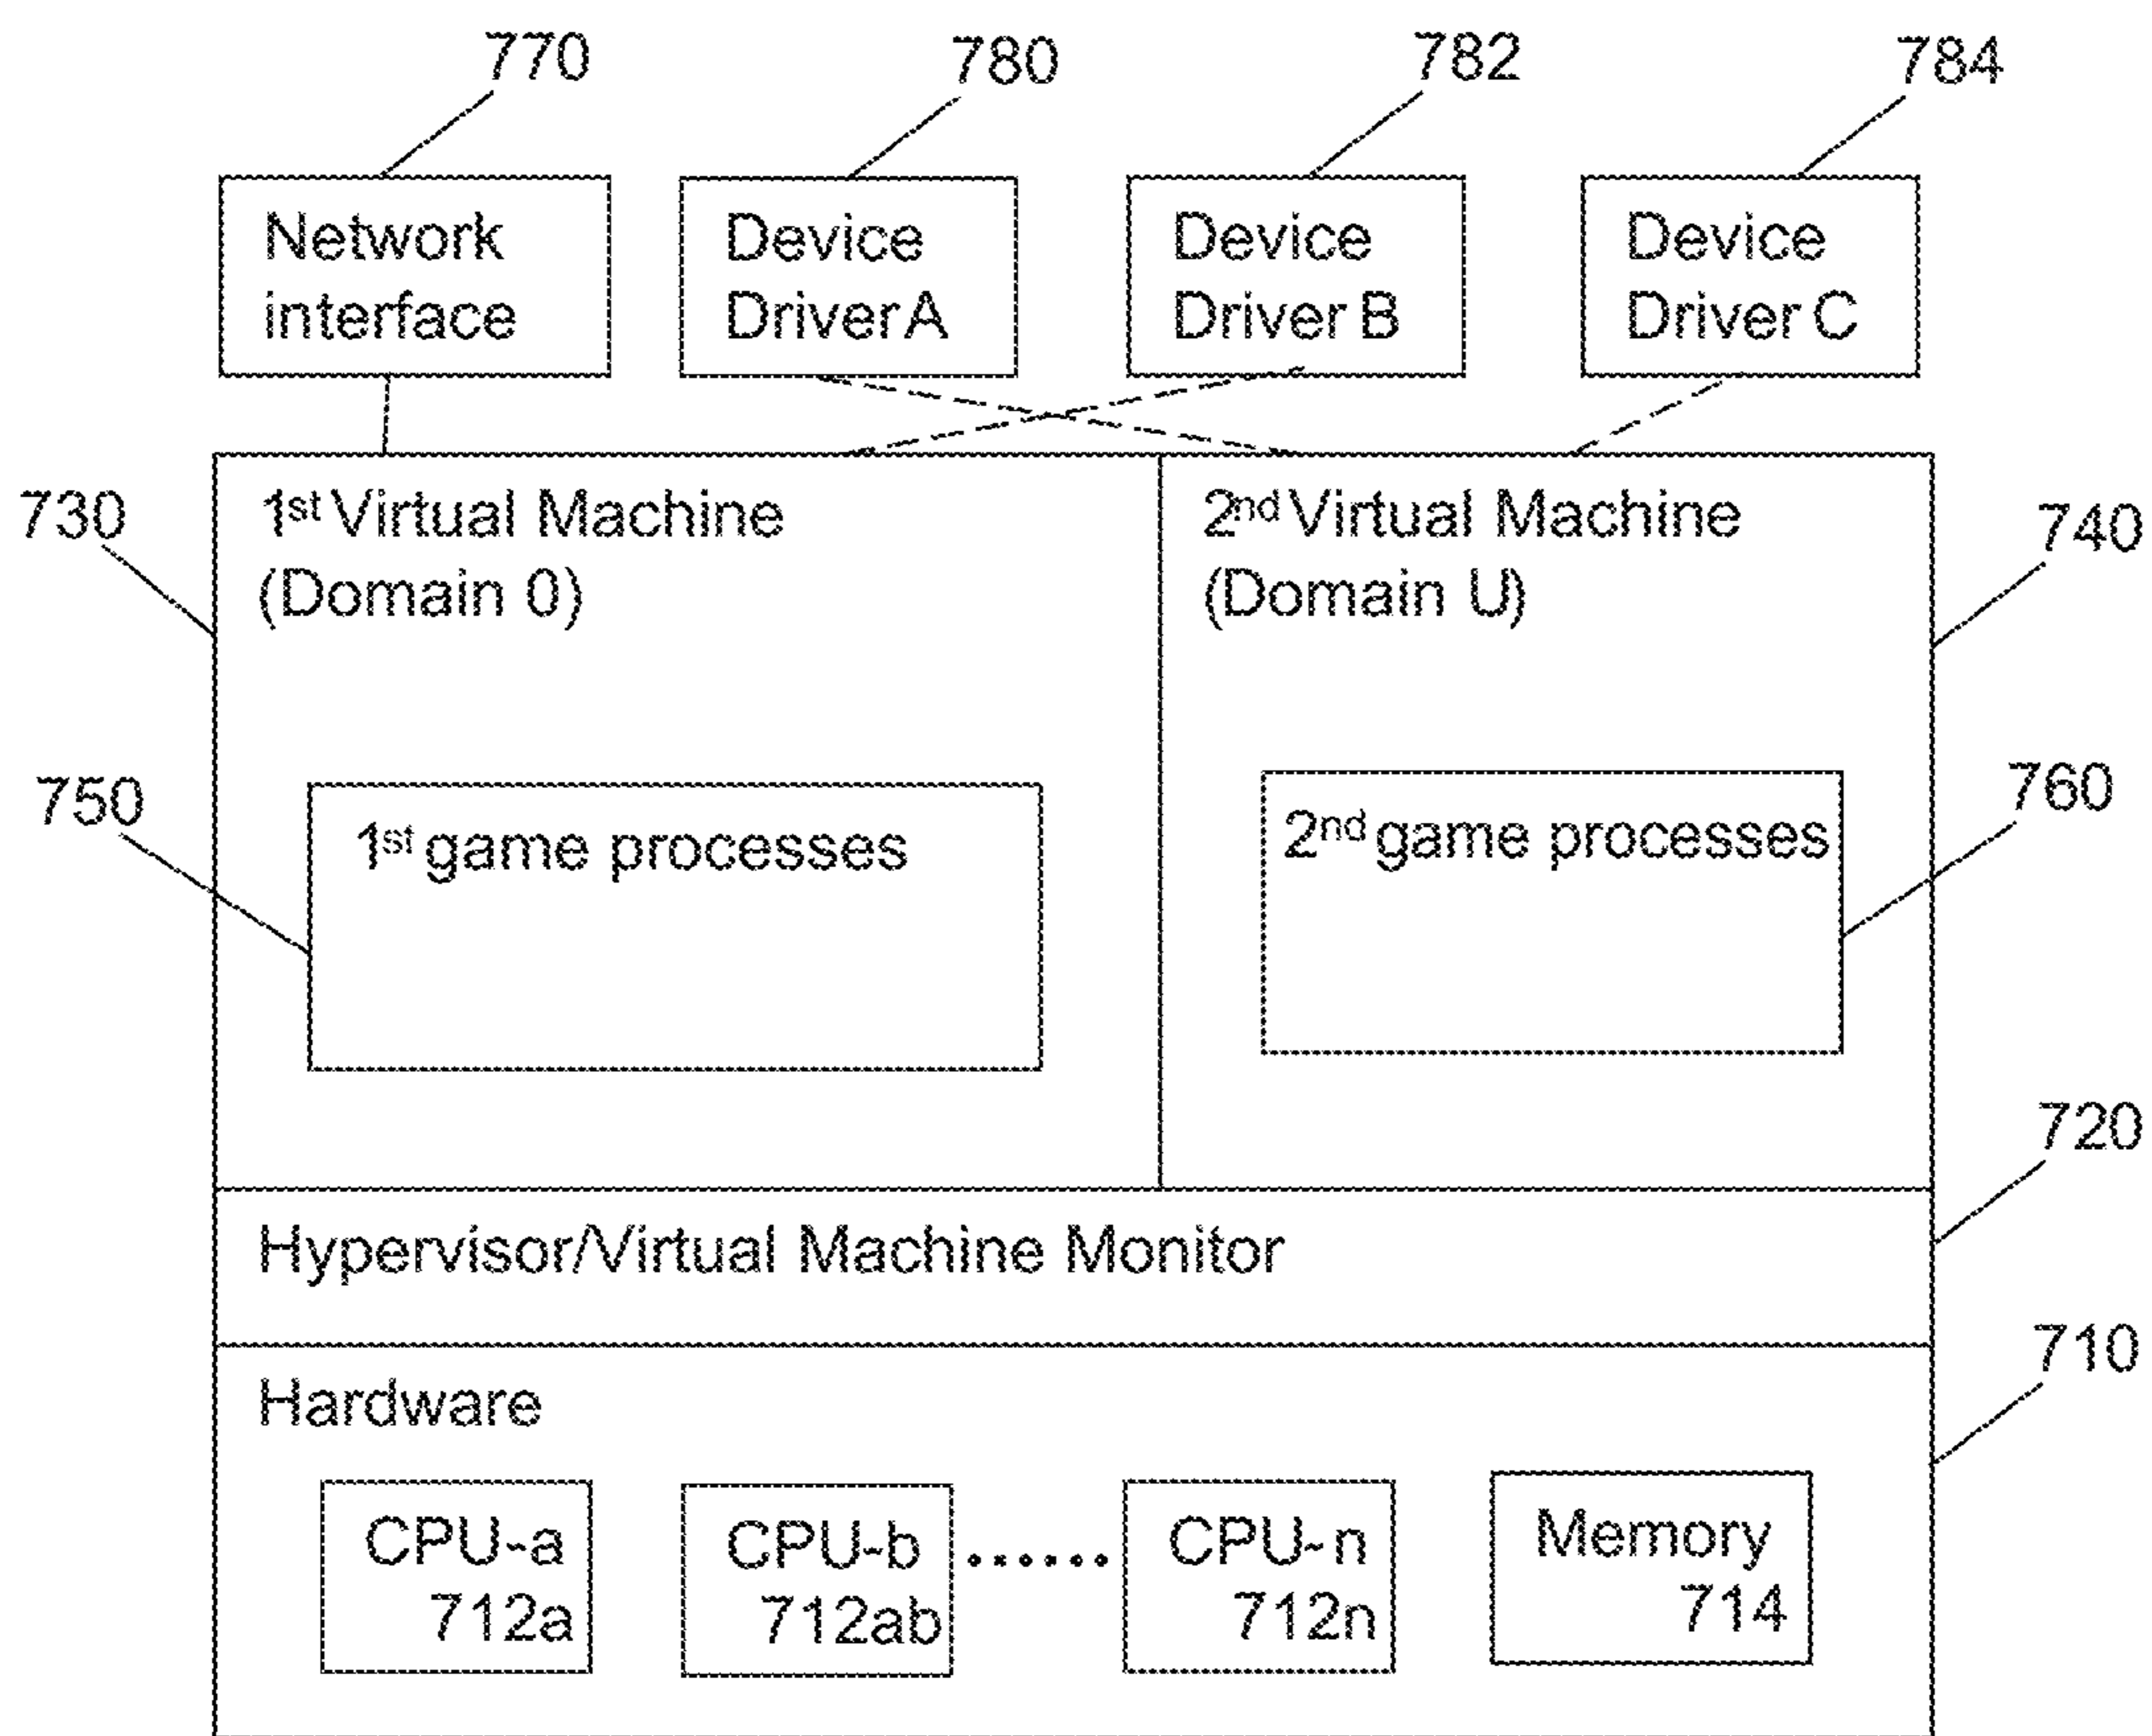 770
780
782
784
Network
interface
Device
Driver A
Device
Driver B
Device
Driver C
730
1st Virtual Machine
(Domain 0)
2nd Virtual Machine
(Domain U)
740
750
1st game processes
2nd game processes
760
720
Hypervisor/Virtual Machine Monitor
710
Hardware
CPU-a
712a
CPU-b
712ab
......
CPU-n
712n
Memory
714